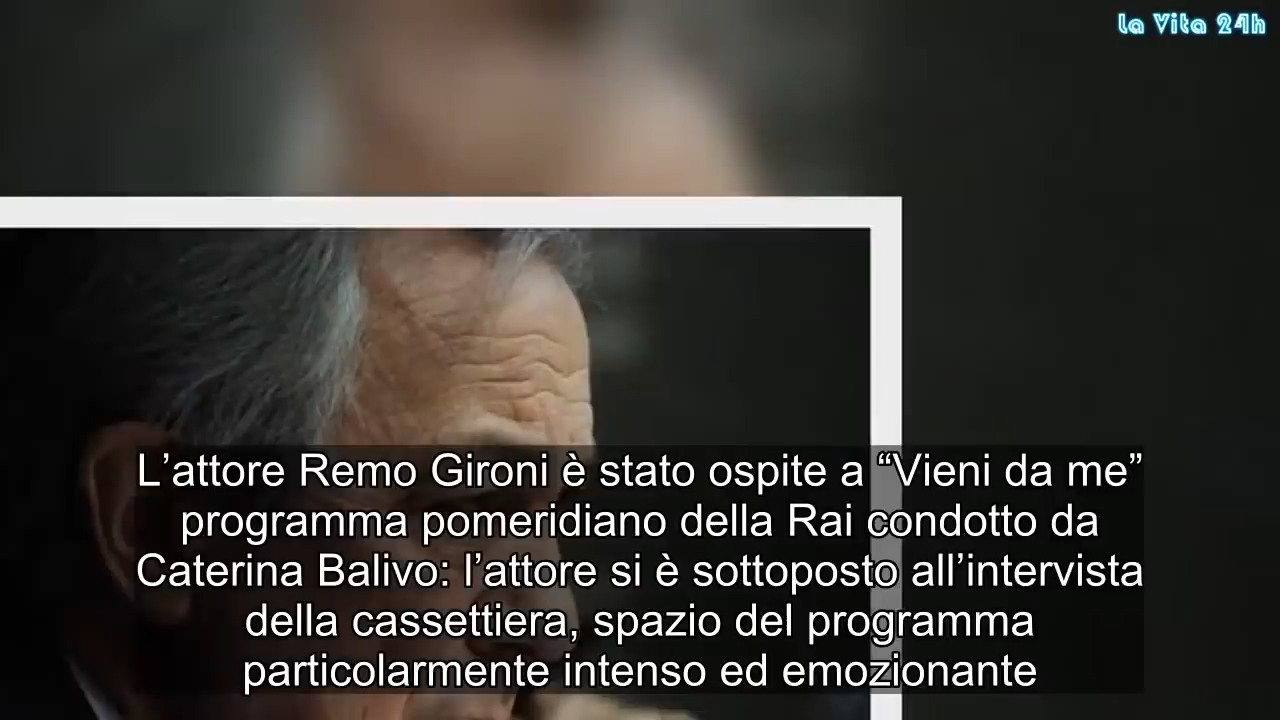 La Vita 24h
L’attore Remo Gironi è stato ospite a “Vieni da me”
programma pomeridiano della Rai condotto da
Caterina Balivo: l’attore si è sottoposto all’intervista
della cassettiera, spazio del programma
particolarmente intenso ed emozionante